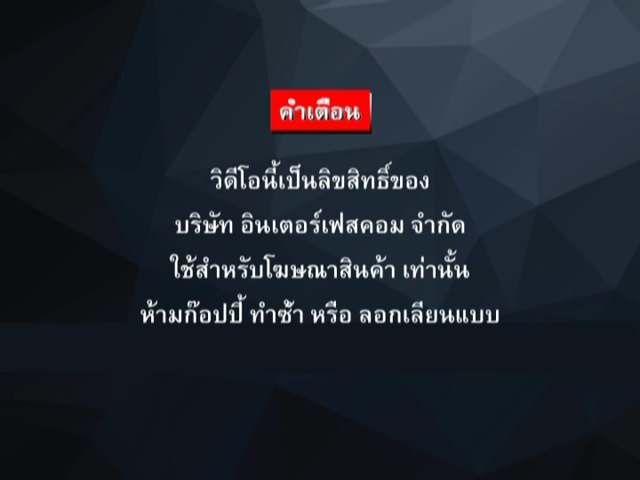 คำเตือน
วิดีโอนี้เป็นลิขสิทธิ์ของ
บริษัท อินเตอร์เฟสคอม จำกัด
ใช้สำหรับโฆษณาสินค้า เท่านั้น
ห้ามก๊อปปี้ ทำซ้ำ หรือ ลอกเลียนแบบ